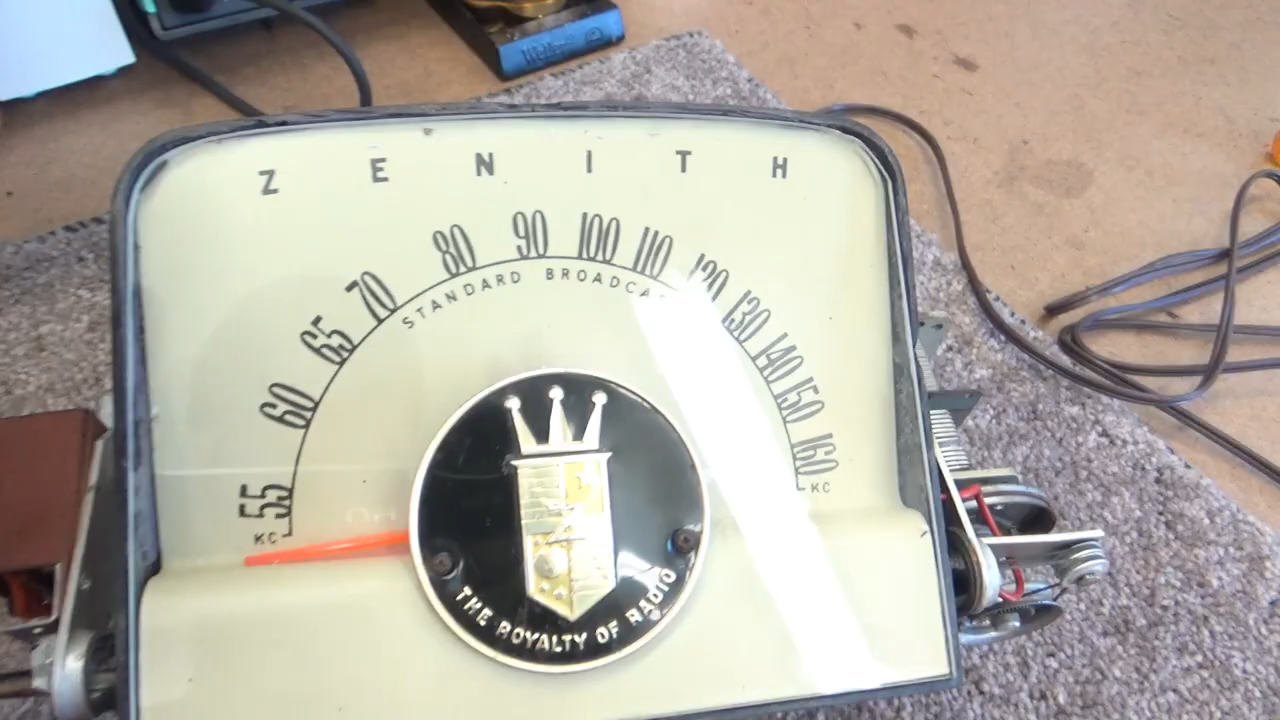 ZENITH
55 60 65 70 80 90 100 110 120 130 140 150 160
STANDARD BROADCAST
KC KC
Z
THE ROYALTY OF RADIO